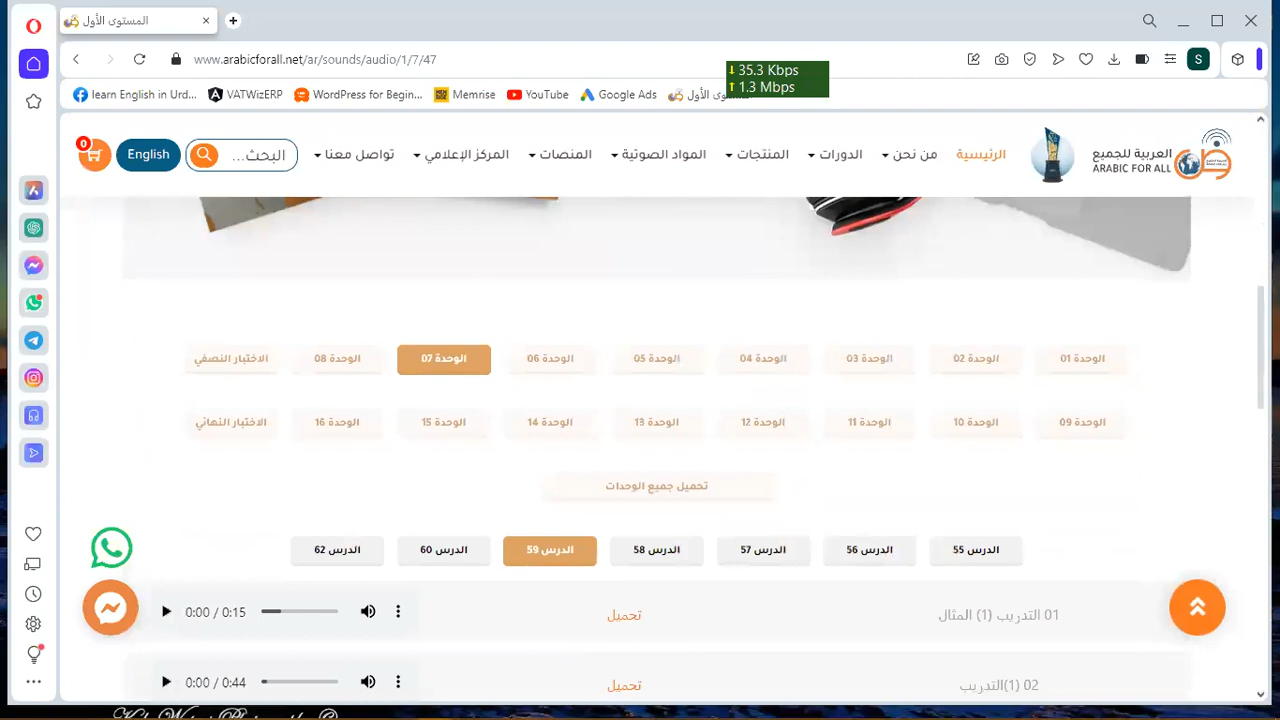 المستوى الأول
www.arabicforall.net/ar/sounds/audio/1/7/47
S
35.3 Kbps
1.3 Mbps
learn English in Urd...
VATWizERP
WordPress for Begin...
Memrise
YouTube
Google Ads
0
English
البحث...
تواصل معنا
المركز الإعلامي
المنصات
المواد الصوتية
المنتجات
الدورات
من نحن
الرئيسية
العربية للجميع
ARABIC FOR ALL
الوحدة 01
الوحدة 02
الوحدة 03
الوحدة 04
الوحدة 05
الوحدة 06
الوحدة 07
الوحدة 08
الاختبار النصفي
الوحدة 09
الوحدة 10
الوحدة 11
الوحدة 12
الوحدة 13
الوحدة 14
الوحدة 15
الوحدة 16
الاختبار النهائي
تحميل جميع الوحدات
الدرس 55
الدرس 56
الدرس 57
الدرس 58
الدرس 59
الدرس 60
الدرس 62
01 التدريب (1) المثال
تحميل
0:00 / 0:15
02 (1)التدريب
تحميل
0:00 / 0:44